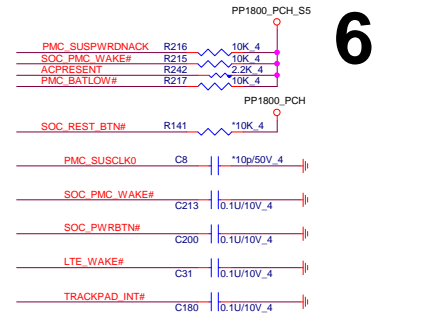 PP1800_PCH_S5
6
PMC_SUSPWRDNACK R216 10K_4
SOC_PMC_WAKE# R215 10K_4
ACPRESENT R242 2.2K_4
PMC_BATLOW# R217 10K_4
PP1800_PCH
SOC_REST_BTN# R141 *10K_4
PMC_SUSCLK0 C8 *10p/50V_4
SOC_PMC_WAKE# C213 0.1U/10V_4
SOC_PWRBTN# C200 0.1U/10V_4
LTE_WAKE# C31 0.1U/10V_4
TRACKPAD_INT# C180 0.1U/10V_4